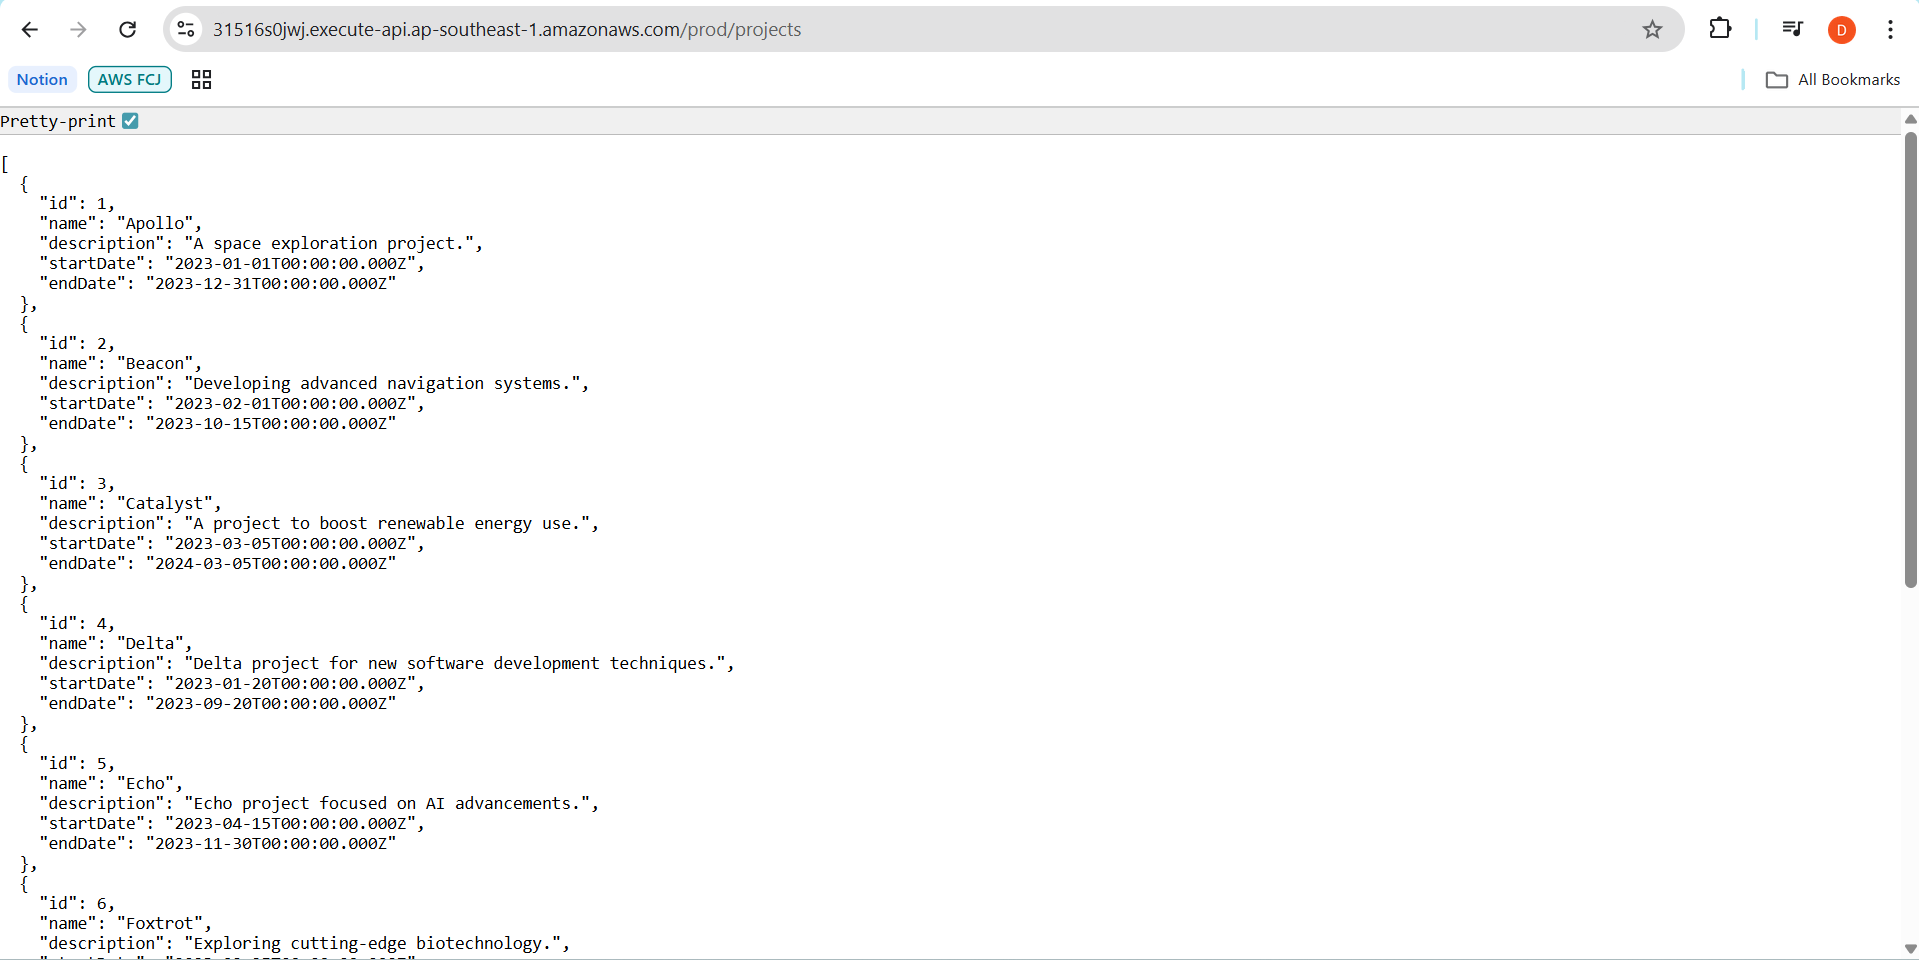 31516s0jwj.execute-api.ap-southeast-1.amazonaws.com/prod/projects
D
Notion AWS FCJ All Bookmarks
Pretty-print
[
  {
    "id": 1,
    "name": "Apollo",
    "description": "A space exploration project.",
    "startDate": "2023-01-01T00:00:00.000Z",
    "endDate": "2023-12-31T00:00:00.000Z"
  },
  {
    "id": 2,
    "name": "Beacon",
    "description": "Developing advanced navigation systems.",
    "startDate": "2023-02-01T00:00:00.000Z",
    "endDate": "2023-10-15T00:00:00.000Z"
  },
  {
    "id": 3,
    "name": "Catalyst",
    "description": "A project to boost renewable energy use.",
    "startDate": "2023-03-05T00:00:00.000Z",
    "endDate": "2024-03-05T00:00:00.000Z"
  },
  {
    "id": 4,
    "name": "Delta",
    "description": "Delta project for new software development techniques.",
    "startDate": "2023-01-20T00:00:00.000Z",
    "endDate": "2023-09-20T00:00:00.000Z"
  },
  {
    "id": 5,
    "name": "Echo",
    "description": "Echo project focused on AI advancements.",
    "startDate": "2023-04-15T00:00:00.000Z",
    "endDate": "2023-11-30T00:00:00.000Z"
  },
  {
    "id": 6,
    "name": "Foxtrot",
    "description": "Exploring cutting-edge biotechnology.",